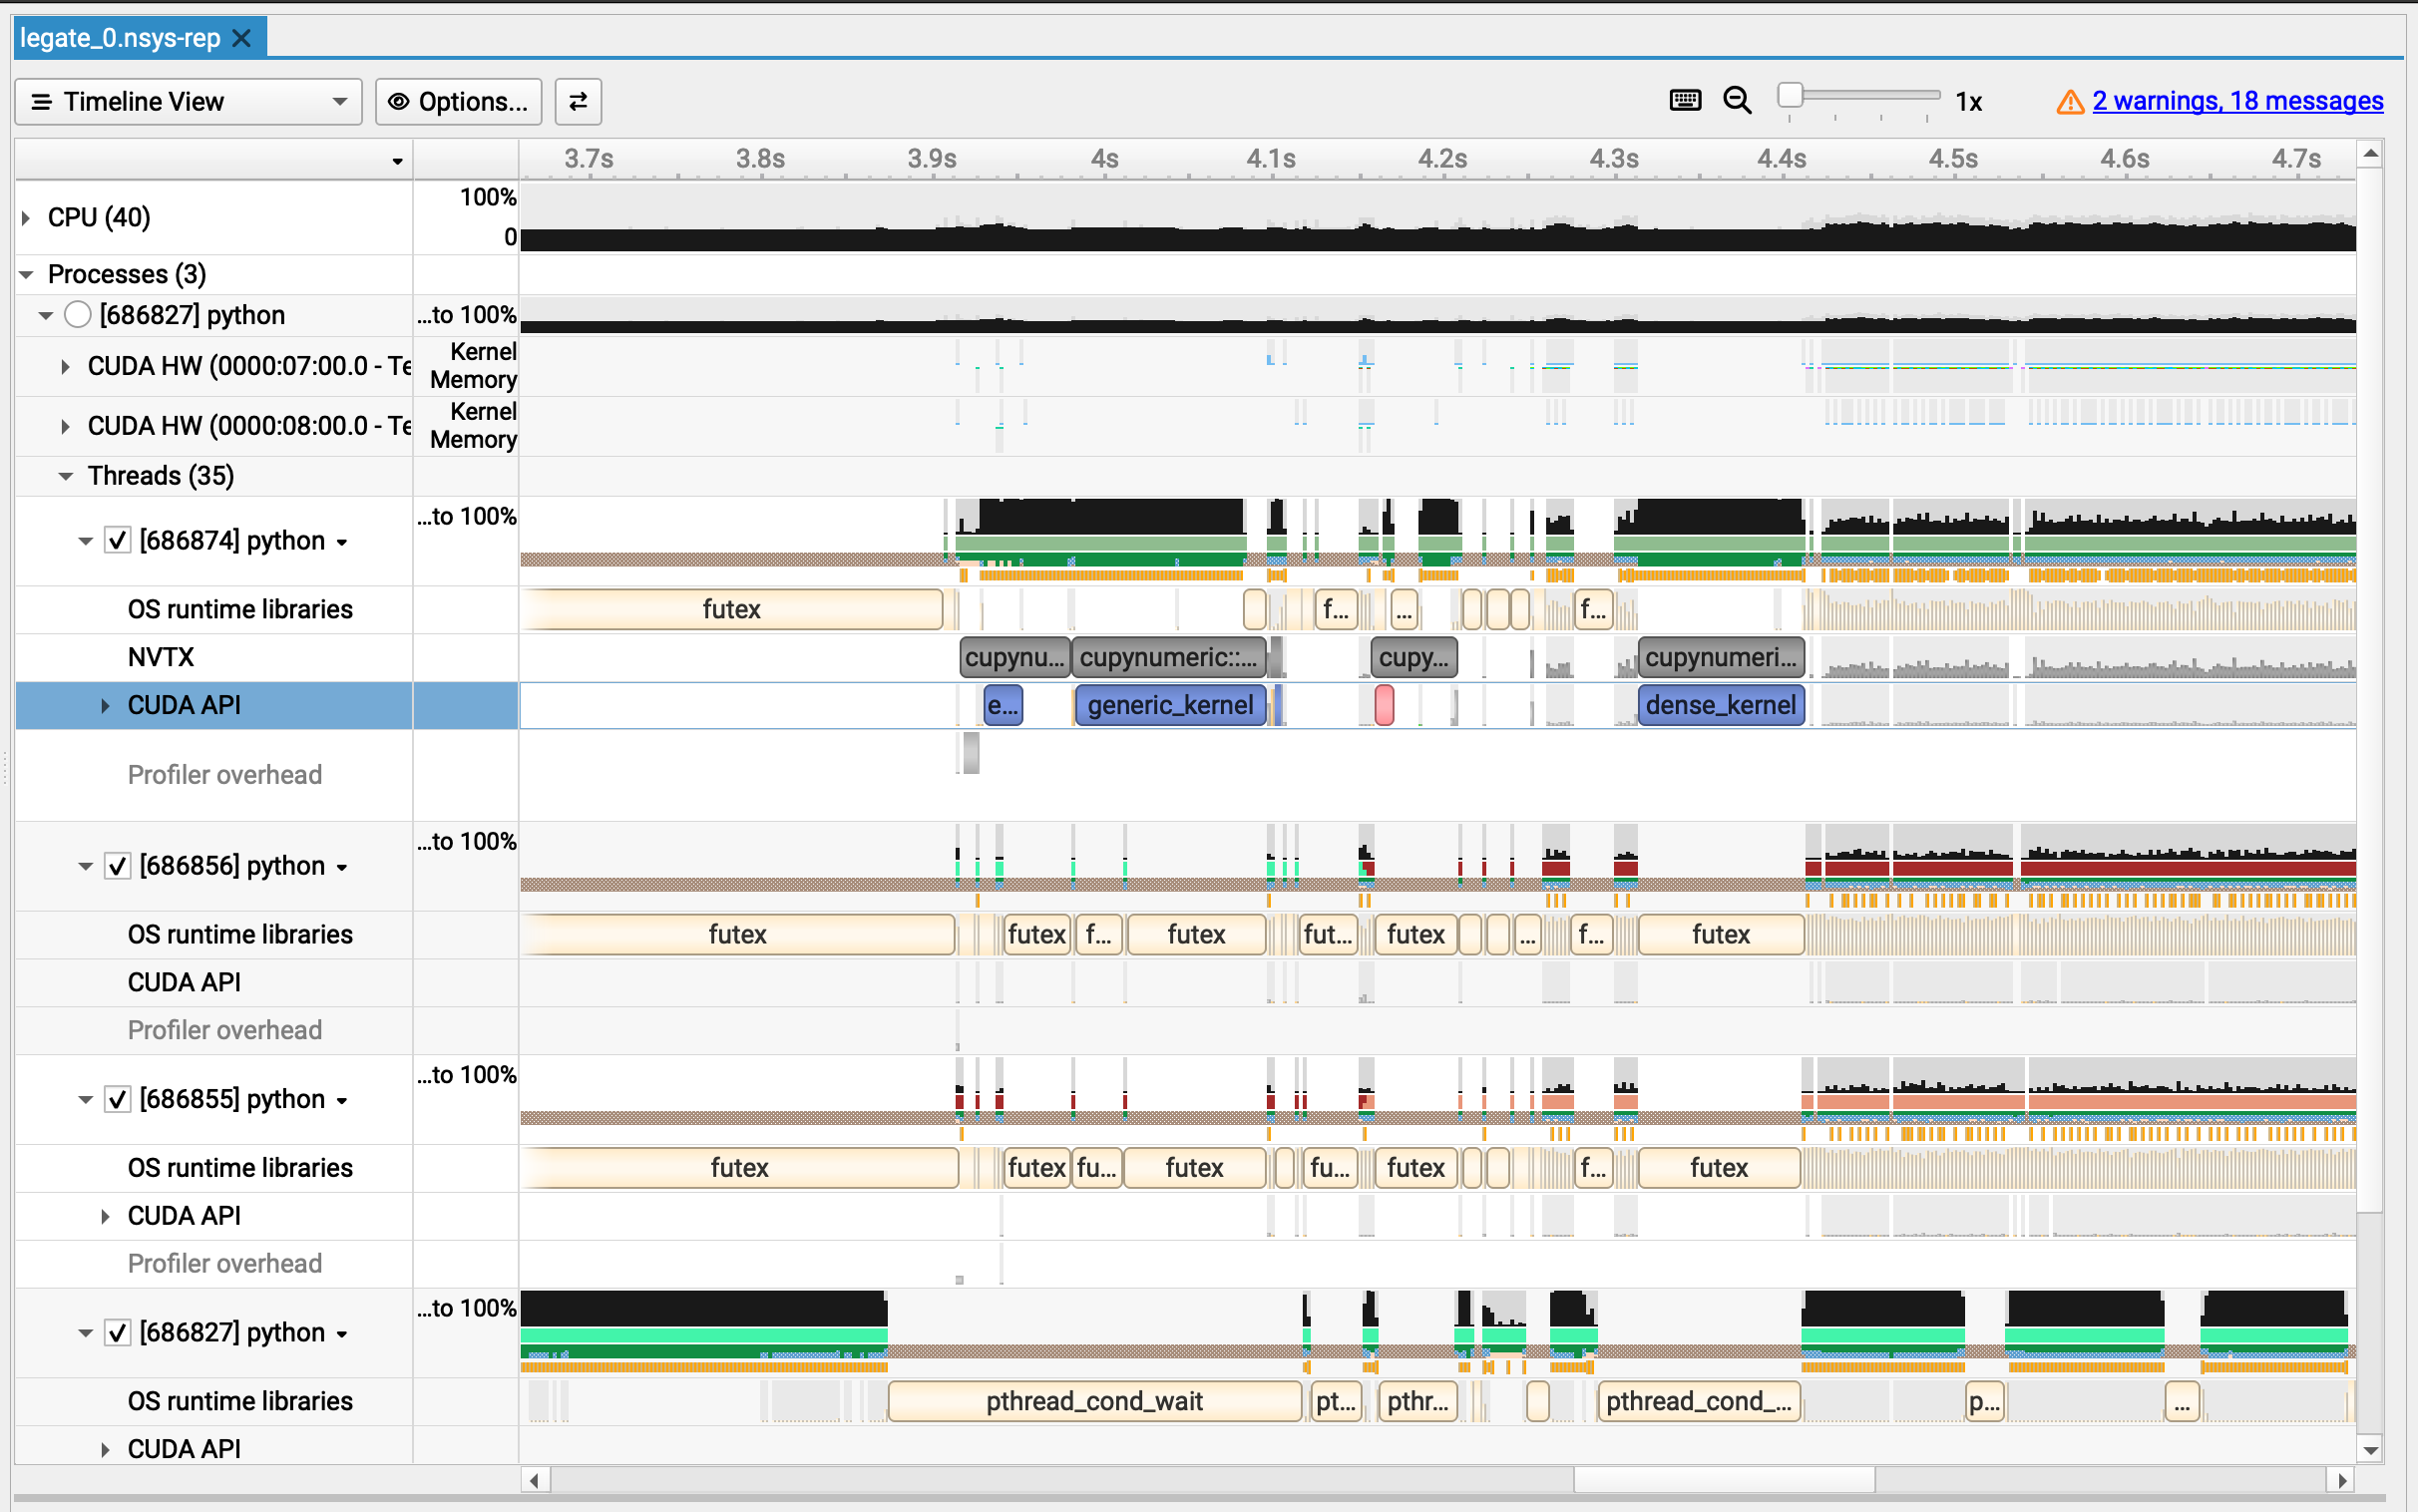 legate_0.nsys-rep
Timeline View
Options...
1x
2 warnings, 18 messages
3.7s 3.8s 3.9s 4s 4.1s 4.2s 4.3s 4.4s 4.5s 4.6s 4.7s
CPU (40)
100%
0
Processes (3)
[686827] python ...to 100%
CUDA HW (0000:07:00.0 - Te
Kernel
Memory
CUDA HW (0000:08:00.0 - Te
Kernel
Memory
Threads (35)
[686874] python ...to 100%
OS runtime libraries futex f... ... f...
NVTX cupynu... cupynumeric::... cupy... cupynumeri...
CUDA API e... generic_kernel dense_kernel
Profiler overhead
[686856] python ...to 100%
OS runtime libraries futex futex f... futex fut... futex ... f... futex
CUDA API
Profiler overhead
[686855] python ...to 100%
OS runtime libraries futex futex fu... futex fu... futex f... futex
CUDA API
Profiler overhead
[686827] python ...to 100%
OS runtime libraries pthread_cond_wait pt... pthr... pthread_cond_... p... ...
CUDA API